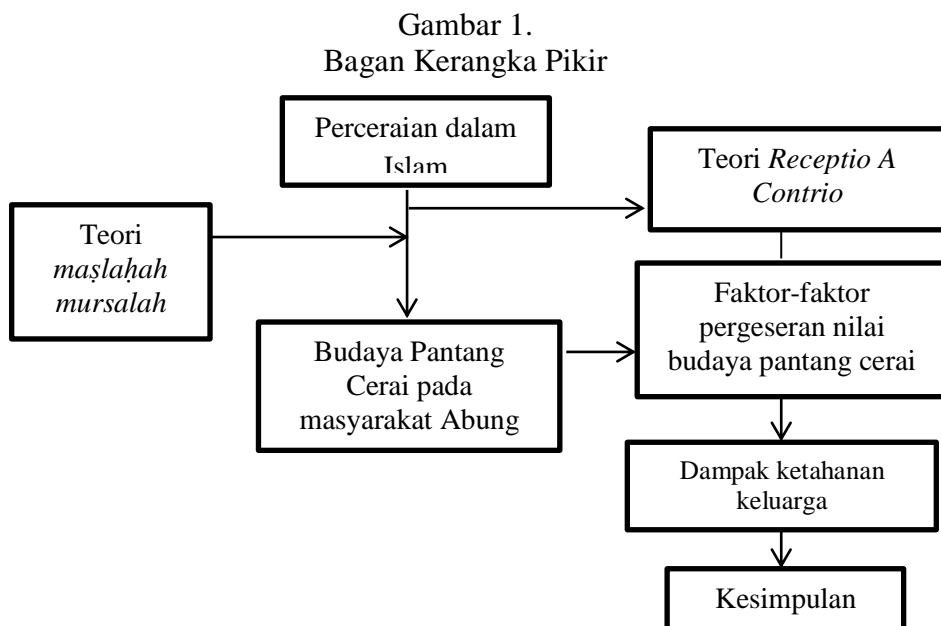 Gambar 1.
Bagan Kerangka Pikir
Perceraian dalam
Islam
Teori Receptio A
Contrio
Teori
maṣlaḥah
mursalah
Budaya Pantang
Cerai pada
masyarakat Abung
Faktor-faktor
pergeseran nilai
budaya pantang cerai
Dampak ketahanan
keluarga
Kesimpulan